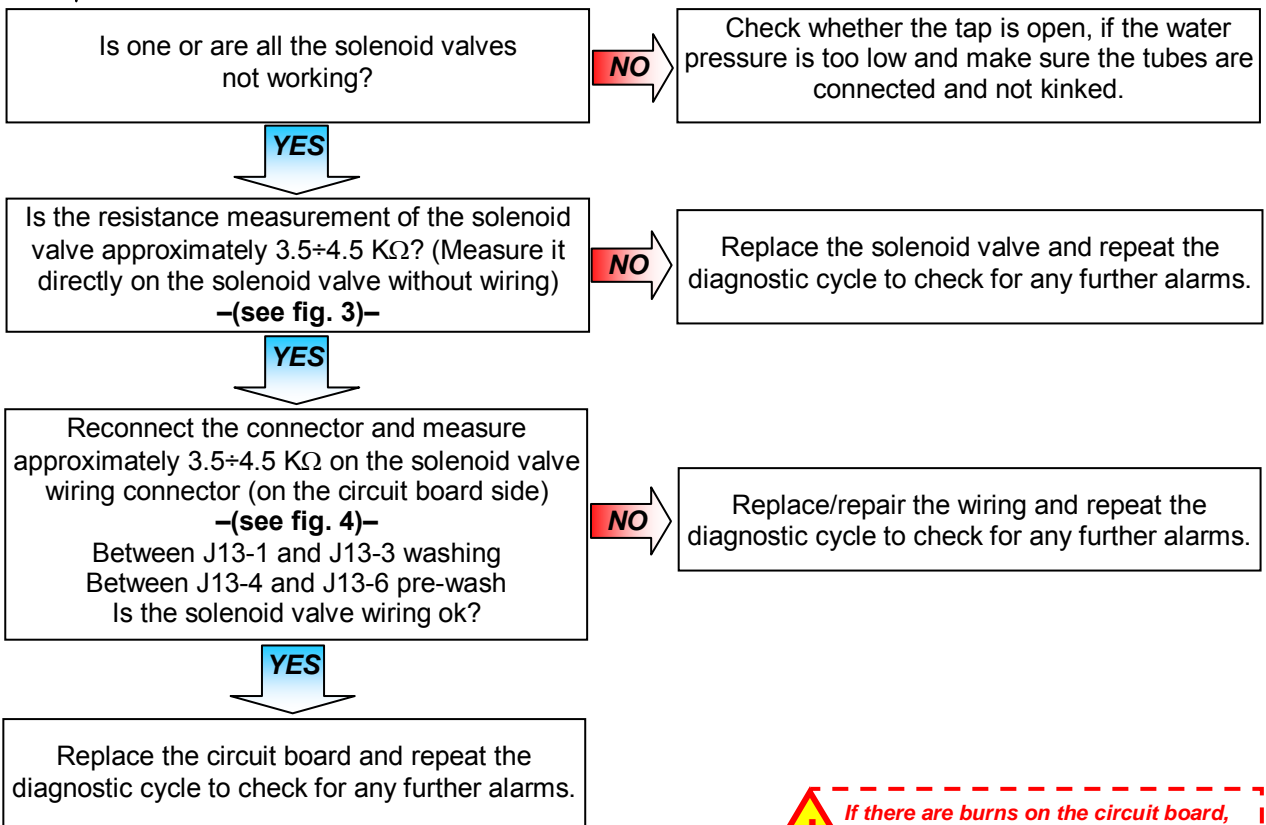 Is one or are all the solenoid valves
not working?
NO
Check whether the tap is open, if the water
pressure is too low and make sure the tubes are
connected and not kinked.
YES
Is the resistance measurement of the solenoid
valve approximately 3.5÷4.5 KΩ? (Measure it
directly on the solenoid valve without wiring)
–(see fig. 3)–
NO
Replace the solenoid valve and repeat the
diagnostic cycle to check for any further alarms.
YES
Reconnect the connector and measure
approximately 3.5÷4.5 KΩ on the solenoid valve
wiring connector (on the circuit board side)
–(see fig. 4)–
Between J13-1 and J13-3 washing
Between J13-4 and J13-6 pre-wash
Is the solenoid valve wiring ok?
NO
Replace/repair the wiring and repeat the
diagnostic cycle to check for any further alarms.
YES
Replace the circuit board and repeat the
diagnostic cycle to check for any further alarms.
If there are burns on the circuit board,